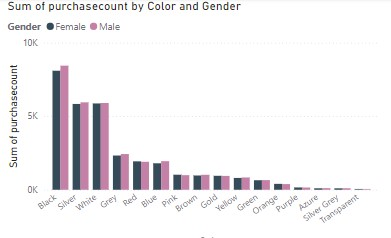 Sum of purchasecount by Color and Gender
Gender Female Male
10K
5K
0K
Sum of purchasecount
Black
Silver
White
Grey
Red
Blue
Pink
Brown
Gold
Yellow
Green
Orange
Purple
Azure
Silver Grey
Transparent